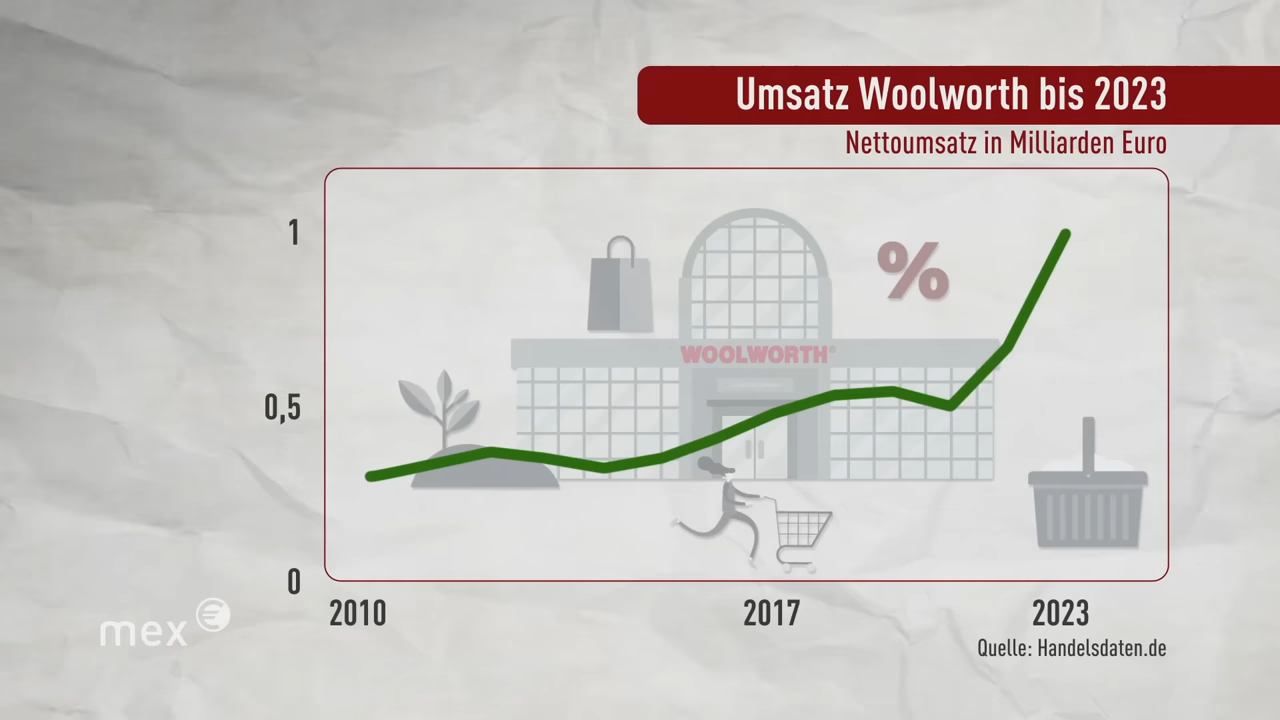 Umsatz Woolworth bis 2023
Nettoumsatz in Milliarden Euro
1
%
WOOLWORTH®
0,5
0
2010
2017
2023
mex €
Quelle: Handelsdaten.de